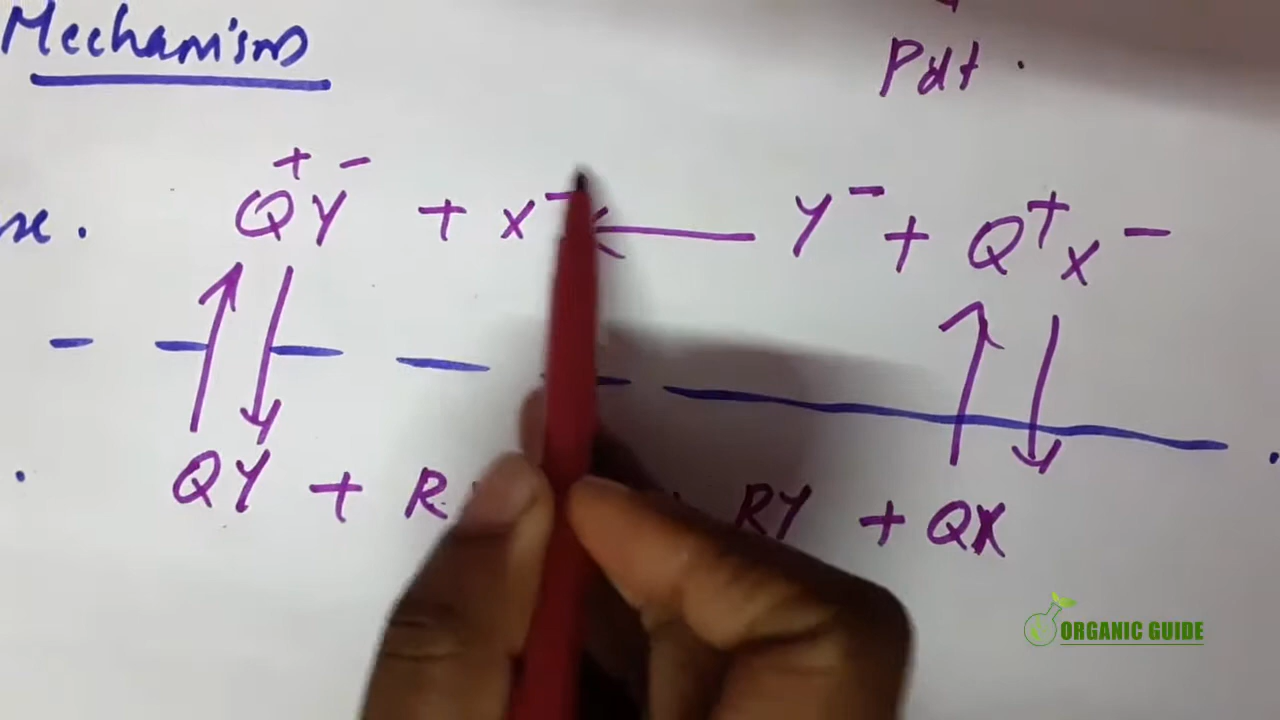 Mechanism
Pdt.
Q⁺Y⁻ + X⁻ ← Y⁻ + Q⁺X⁻
QY + R RY + QX
ORGANIC GUIDE